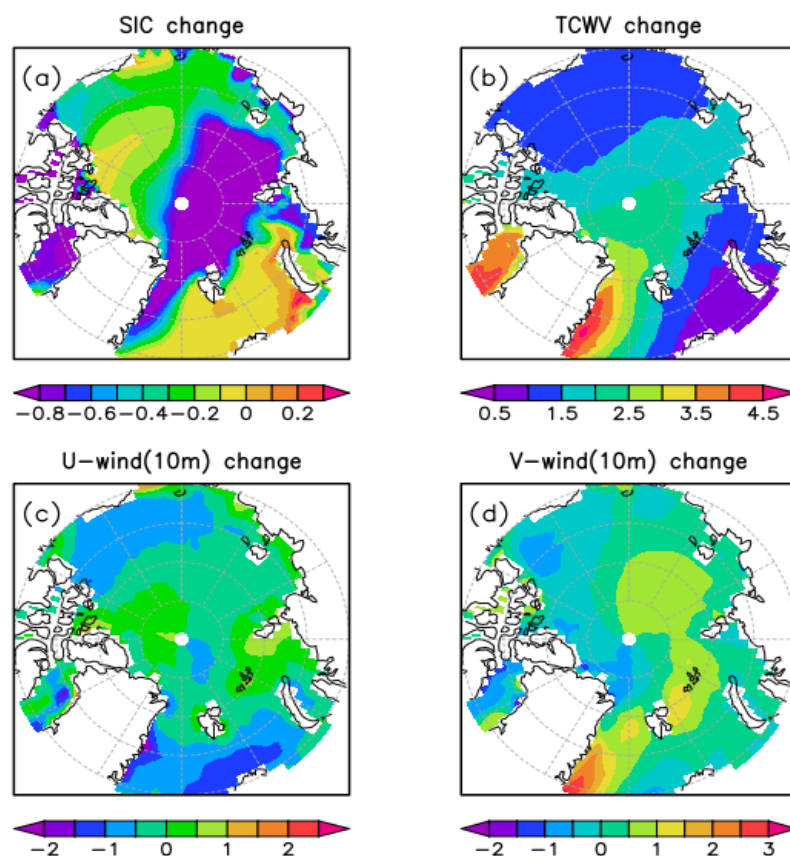 SIC change
TCWV change
(a)
(b)
−0.8 −0.6 −0.4 −0.2 0 0.2
0.5 1.5 2.5 3.5 4.5
U−wind(10m) change
V−wind(10m) change
(c)
(d)
−2 −1 0 1 2
−2 −1 0 1 2 3